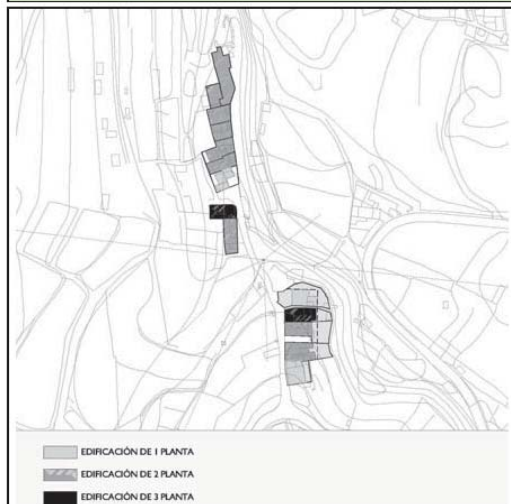 EDIFICACIÓN DE 1 PLANTA
EDIFICACIÓN DE 2 PLANTA
EDIFICACIÓN DE 3 PLANTA